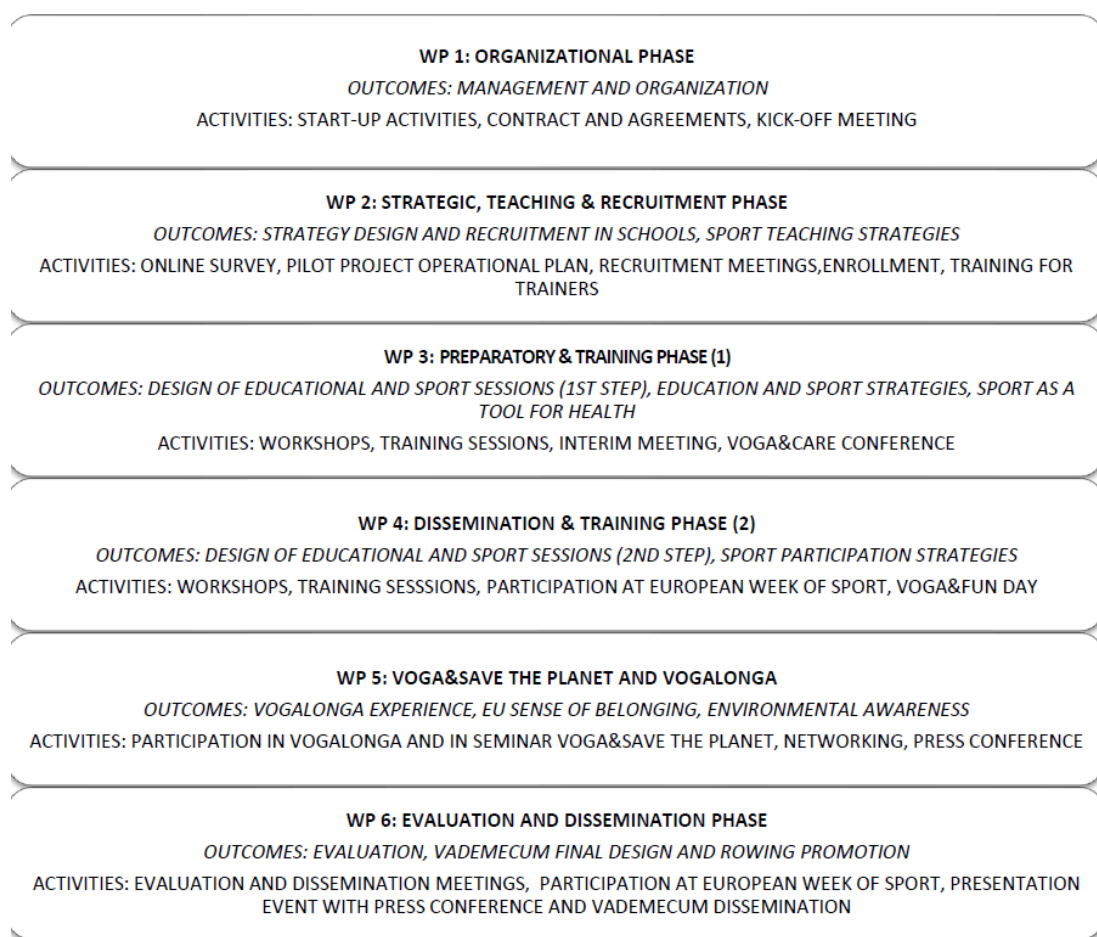 WP 1: ORGANIZATIONAL PHASE
OUTCOMES: MANAGEMENT AND ORGANIZATION
ACTIVITIES: START-UP ACTIVITIES, CONTRACT AND AGREEMENTS, KICK-OFF MEETING
WP 2: STRATEGIC, TEACHING & RECRUITMENT PHASE
OUTCOMES: STRATEGY DESIGN AND RECRUITMENT IN SCHOOLS, SPORT TEACHING STRATEGIES
ACTIVITIES: ONLINE SURVEY, PILOT PROJECT OPERATIONAL PLAN, RECRUITMENT MEETINGS,ENROLLMENT, TRAINING FOR
TRAINERS
WP 3: PREPARATORY & TRAINING PHASE (1)
OUTCOMES: DESIGN OF EDUCATIONAL AND SPORT SESSIONS (1ST STEP), EDUCATION AND SPORT STRATEGIES, SPORT AS A
TOOL FOR HEALTH
ACTIVITIES: WORKSHOPS, TRAINING SESSIONS, INTERIM MEETING, VOGA&CARE CONFERENCE
WP 4: DISSEMINATION & TRAINING PHASE (2)
OUTCOMES: DESIGN OF EDUCATIONAL AND SPORT SESSIONS (2ND STEP), SPORT PARTICIPATION STRATEGIES
ACTIVITIES: WORKSHOPS, TRAINING SESSSIONS, PARTICIPATION AT EUROPEAN WEEK OF SPORT, VOGA&FUN DAY
WP 5: VOGA&SAVE THE PLANET AND VOGALONGA
OUTCOMES: VOGALONGA EXPERIENCE, EU SENSE OF BELONGING, ENVIRONMENTAL AWARENESS
ACTIVITIES: PARTICIPATION IN VOGALONGA AND IN SEMINAR VOGA&SAVE THE PLANET, NETWORKING, PRESS CONFERENCE
WP 6: EVALUATION AND DISSEMINATION PHASE
OUTCOMES: EVALUATION, VADEMECUM FINAL DESIGN AND ROWING PROMOTION
ACTIVITIES: EVALUATION AND DISSEMINATION MEETINGS, PARTICIPATION AT EUROPEAN WEEK OF SPORT, PRESENTATION
EVENT WITH PRESS CONFERENCE AND VADEMECUM DISSEMINATION